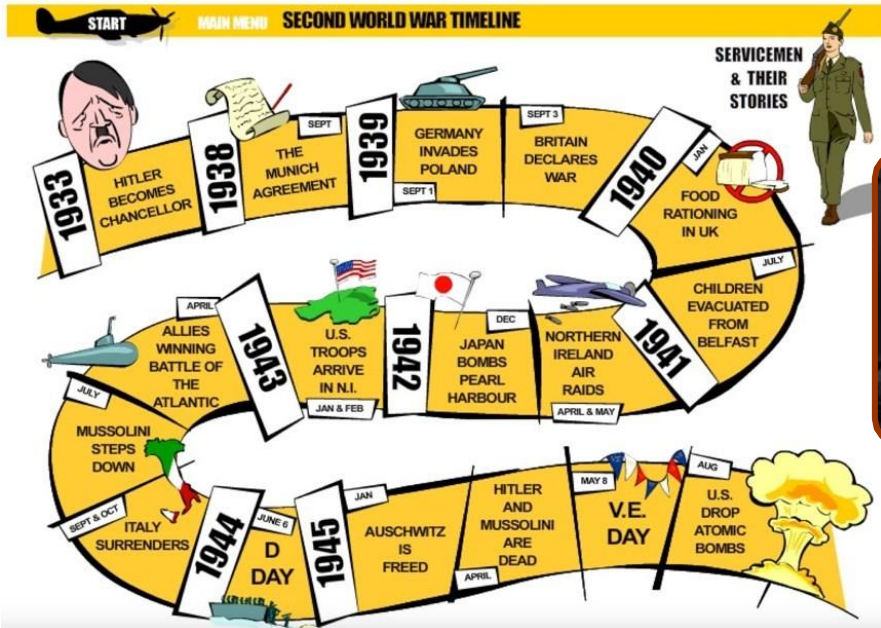 START
MAIN MENU
SECOND WORLD WAR TIMELINE
SERVICEMEN
& THEIR
STORIES
1933
HITLER
BECOMES
CHANCELLOR
1938
SEPT
THE
MUNICH
AGREEMENT
1939
SEPT 1
GERMANY
INVADES
POLAND
SEPT 3
BRITAIN
DECLARES
WAR
1940
JAN
FOOD
RATIONING
IN UK
JULY
CHILDREN
EVACUATED
FROM
BELFAST
1941
APRIL & MAY
NORTHERN
IRELAND
AIR
RAIDS
DEC
JAPAN
BOMBS
PEARL
HARBOUR
1942
JAN & FEB
U.S.
TROOPS
ARRIVE
IN N.I.
1943
APRIL
ALLIES
WINNING
BATTLE OF
THE
ATLANTIC
JULY
MUSSOLINI
STEPS
DOWN
SEPT & OCT
ITALY
SURRENDERS
1944
JUNE 6
D
DAY
1945
JAN
AUSCHWITZ
IS
FREED
APRIL
HITLER
AND
MUSSOLINI
ARE
DEAD
MAY 8
V.E.
DAY
AUG
U.S.
DROP
ATOMIC
BOMBS